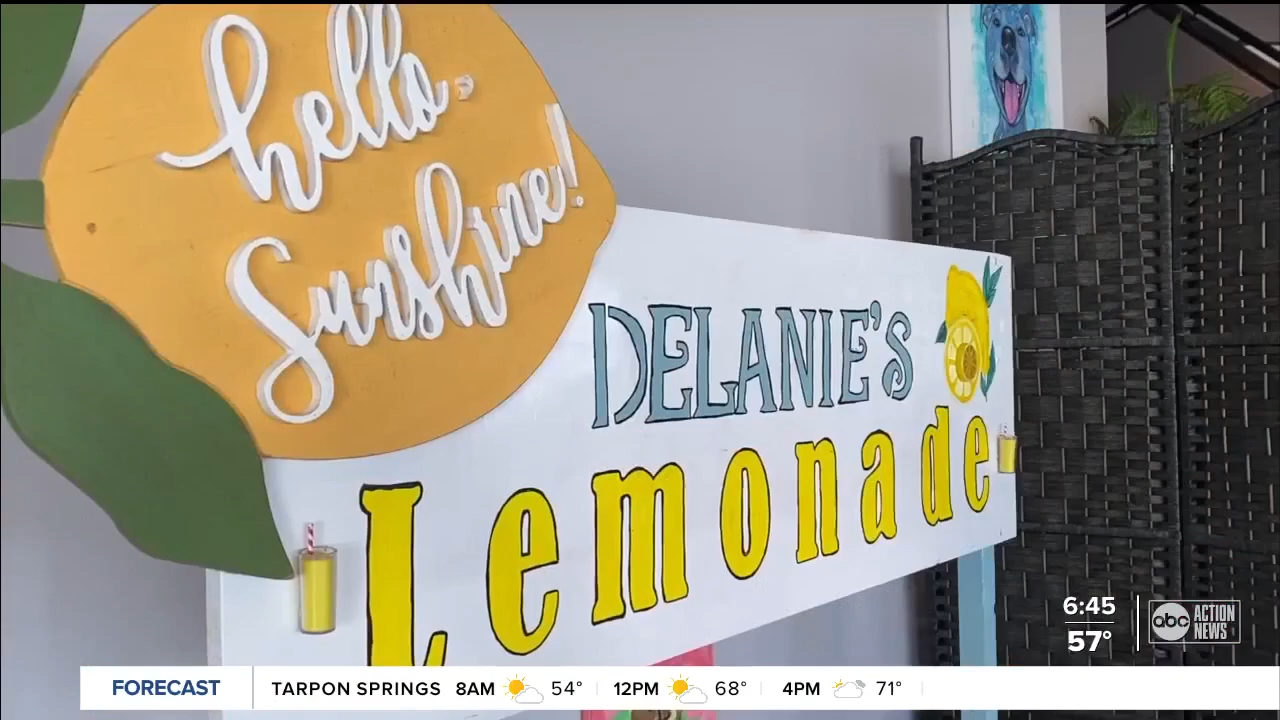 hello,
Sunshine!
DELANIE'S
Lemonade
6:45
57°
abc ACTION NEWS
FORECAST TARPON SPRINGS 8AM 54° 12PM 68° 4PM 71°